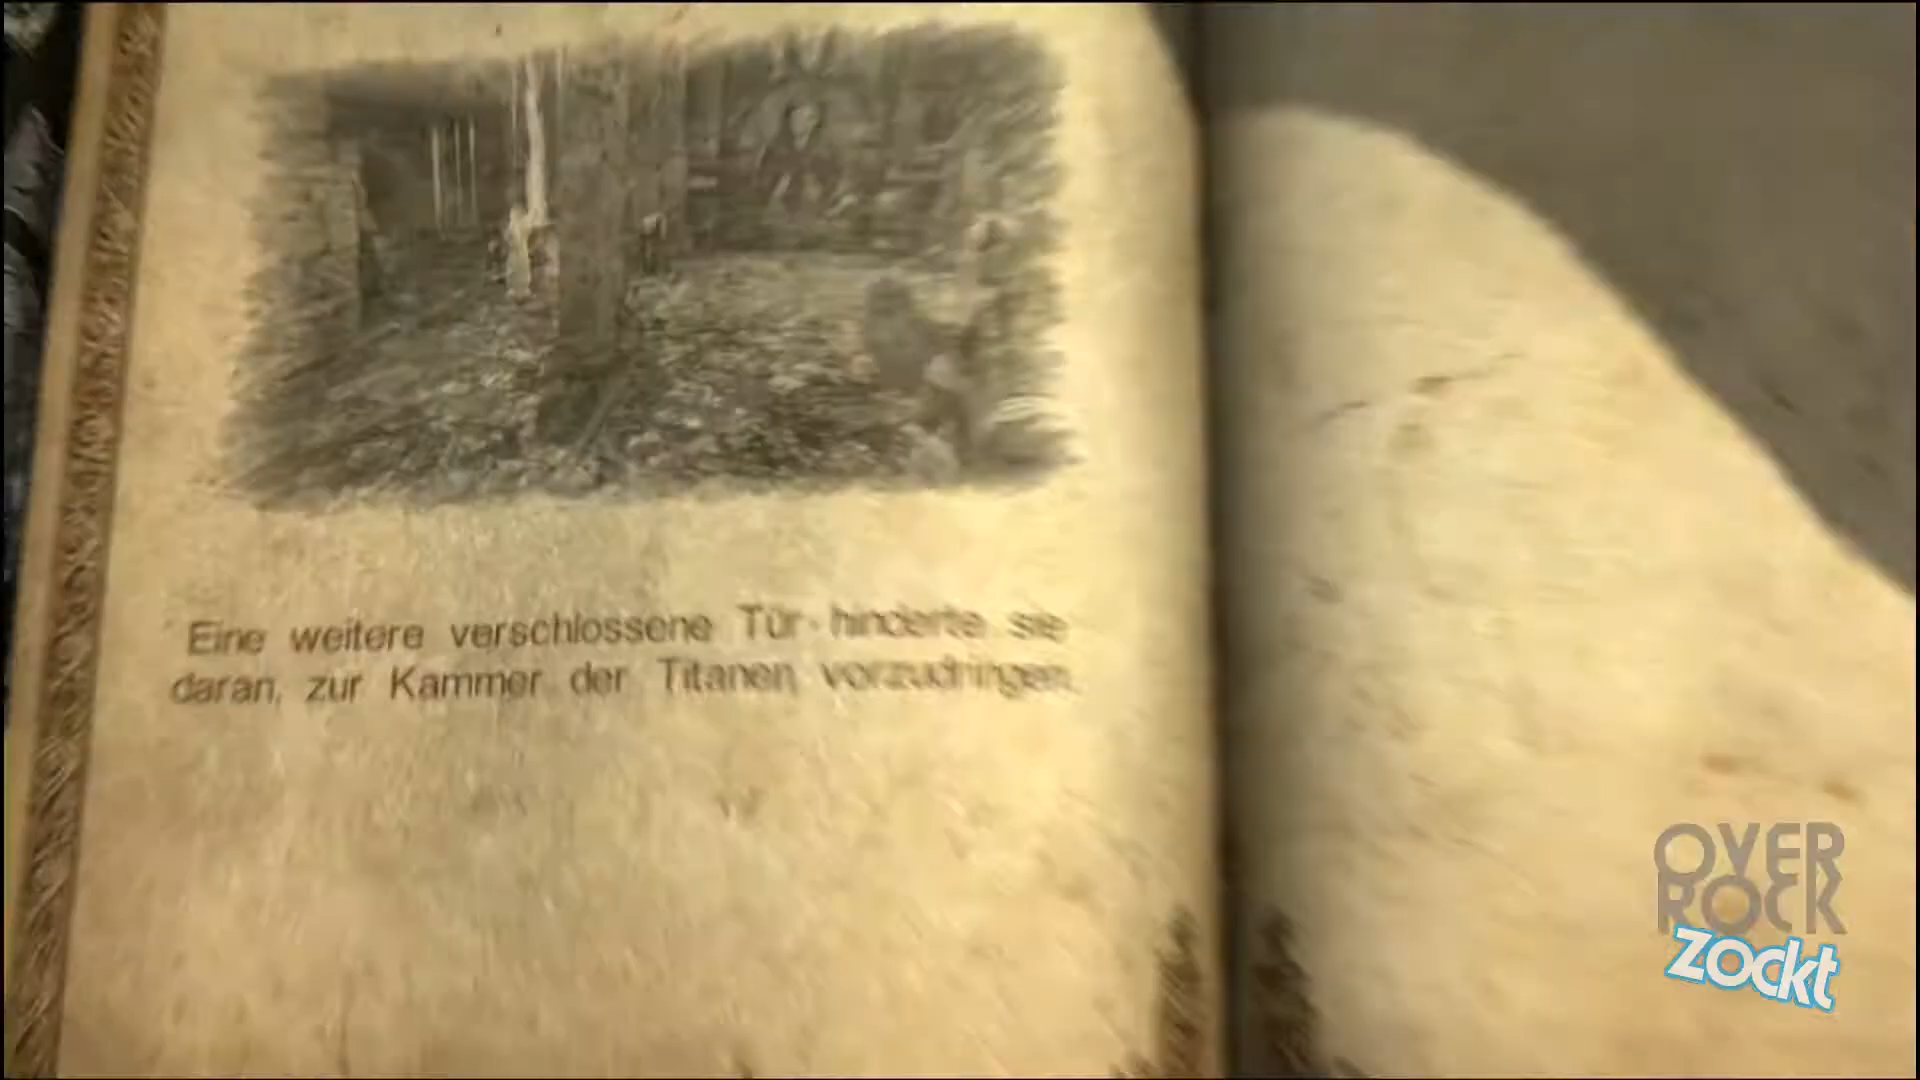 Eine weitere verschlossene Tür hinderte sie
daran, zur Kammer der Titanen vorzudringen.
OVER
ROCK
zockt